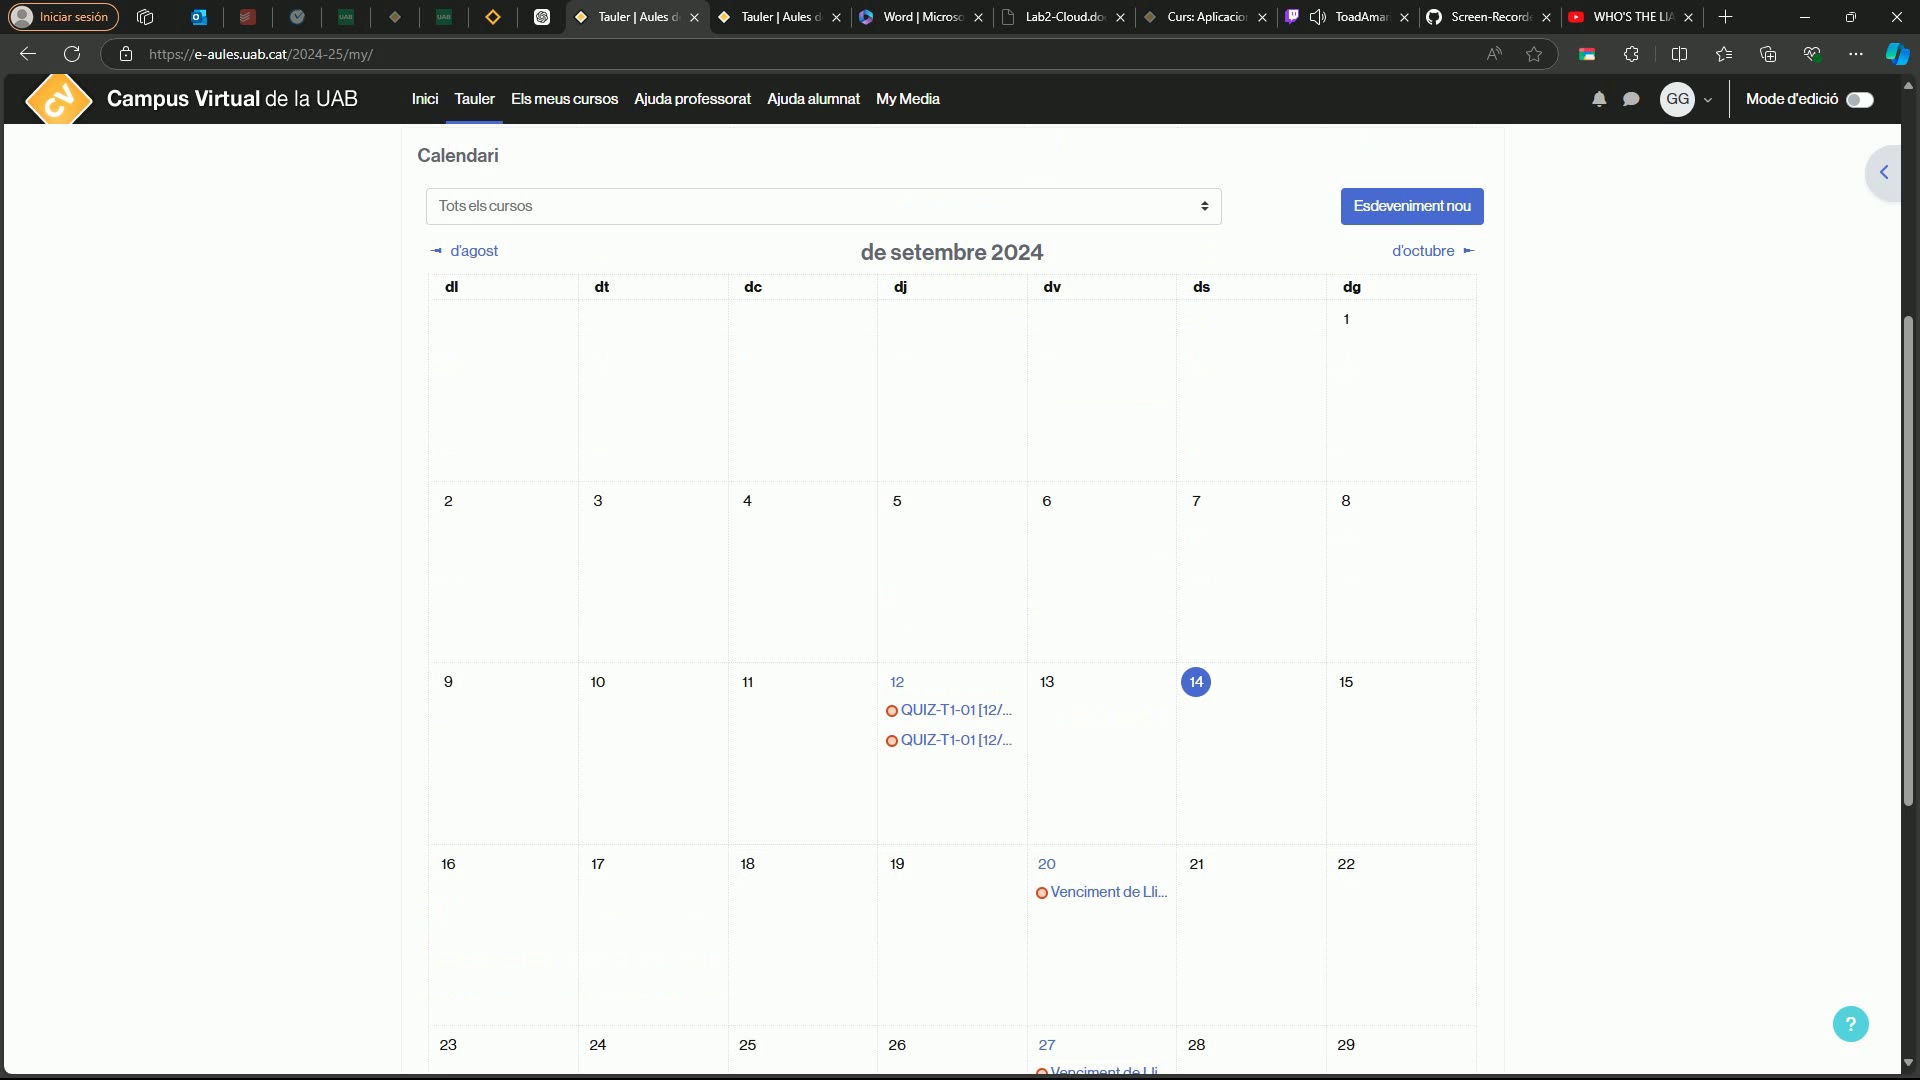 Iniciar sesión
Tauler | Aules de
Tauler | Aules d
Word | Microso
Lab2-Cloud.do
Curs: Aplicacion
ToadAmar
Screen-Recorde
WHO'S THE LIA
https://e-aules.uab.cat/2024-25/my/
CV
Campus Virtual de la UAB
Inici
Tauler
Els meus cursos
Ajuda professorat
Ajuda alumnat
My Media
GG
Mode d'edició
Calendari
Tots els cursos
Esdeveniment nou
◄ d'agost
de setembre 2024
d'octubre ►
dl dt dc dj dv ds dg
1
2 3 4 5 6 7 8
9 10 11 12 13 14 15
QUIZ-T1-01 [12/...
QUIZ-T1-01 [12/...
16 17 18 19 20 21 22
Venciment de Lli...
23 24 25 26 27 28 29
Venciment de Lli
?